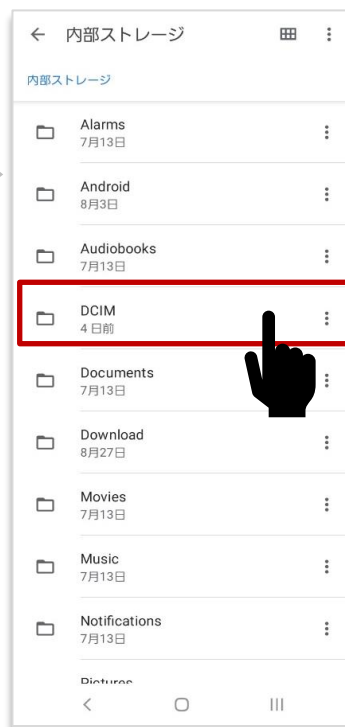 内部ストレージ
内部ストレージ
Alarms
7月13日
Android
8月3日
Audiobooks
7月13日
DCIM
4 日前
Documents
7月13日
Download
8月27日
Movies
7月13日
Music
7月13日
Notifications
7月13日
Pictures